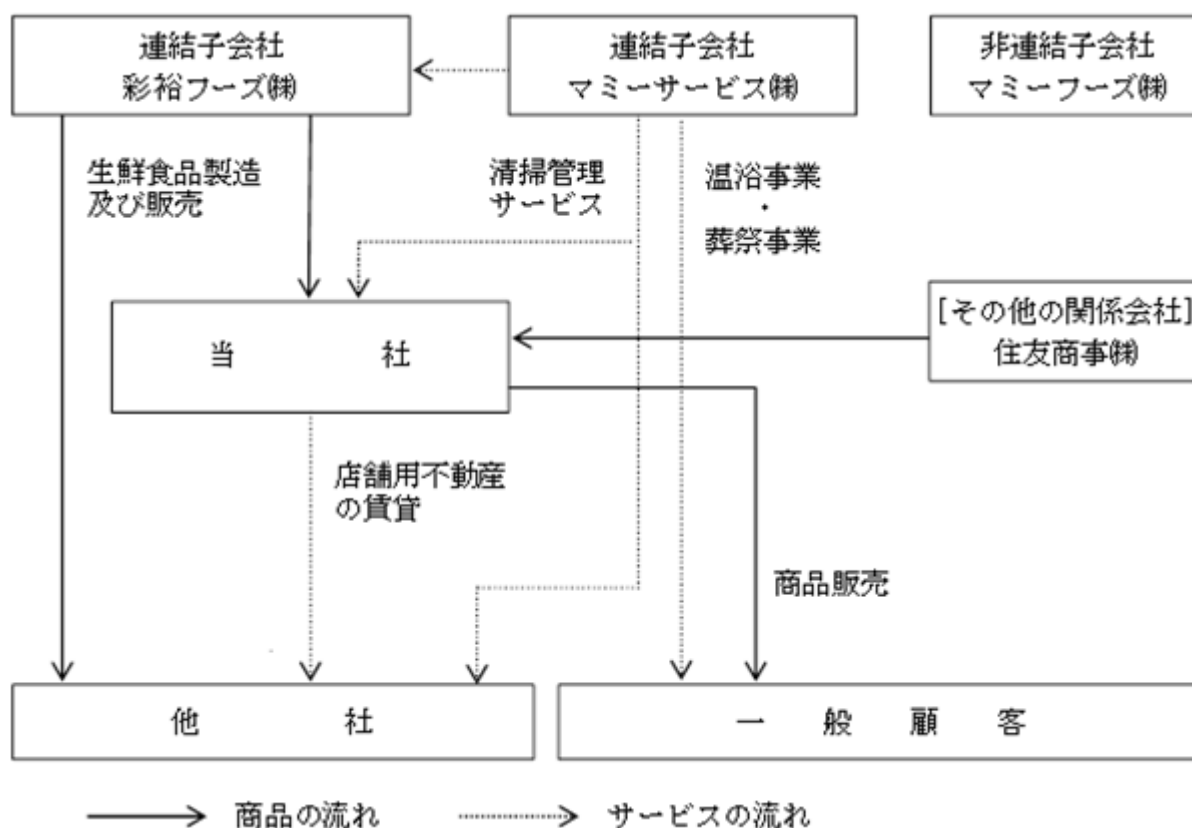 連結子会社
彩裕フーズ㈱
連結子会社
マミーサービス㈱
非連結子会社
マミーフーズ㈱
生鮮食品製造
及び販売
清掃管理
サービス
温浴事業
・
葬祭事業
[その他の関係会社]
住友商事㈱
当社
店舗用不動産
の賃貸
商品販売
他社
一般顧客
商品の流れ
サービスの流れ